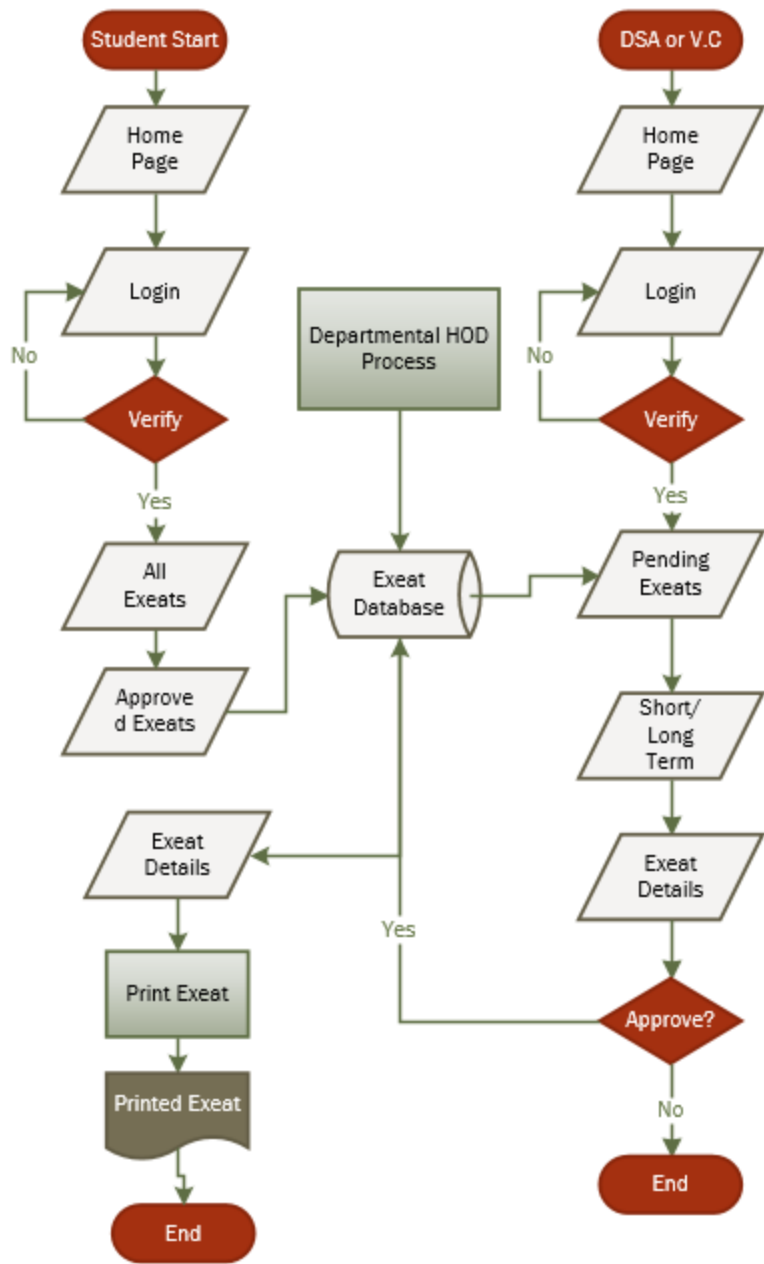 Student Start
DSA or V.C
Home
Page
Home
Page
Login
Login
Departmental HOD
Process
No
No
Verify
Verify
Yes
Yes
All
Exeats
Exeat
Database
Pending
Exeats
Approve
d Exeats
Short/
Long
Term
Exeat
Details
Exeat
Details
Yes
Print Exeat
Approve?
Printed Exeat
No
End
End